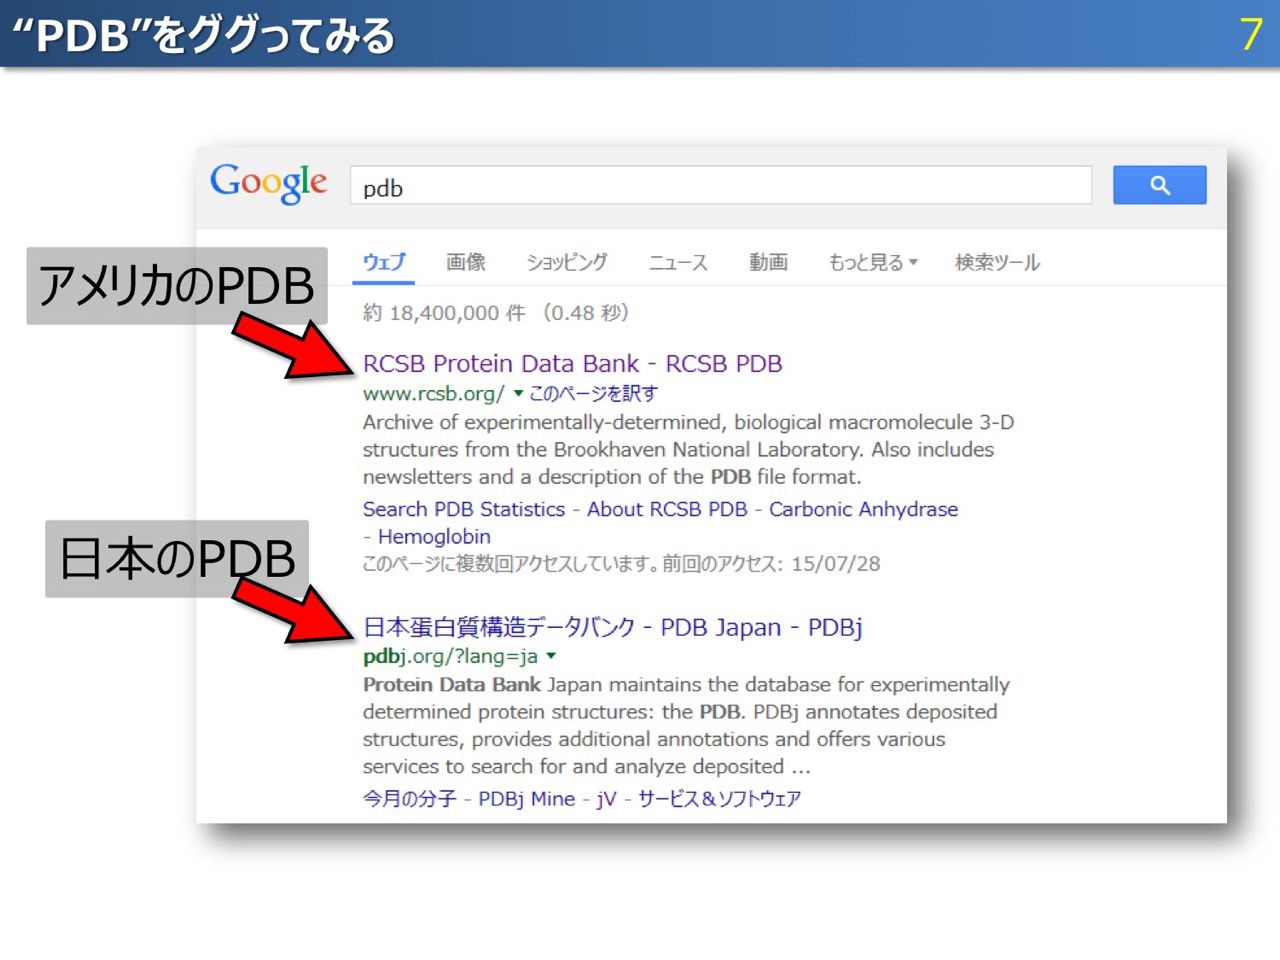 “PDB”をググってみる
7
Google
pdb
ウェブ 画像 ショッピング ニュース 動画 もっと見る▼ 検索ツール
アメリカのPDB
約 18,400,000 件 （0.48 秒）
RCSB Protein Data Bank - RCSB PDB
www.rcsb.org/ ▼ このページを訳す
Archive of experimentally-determined, biological macromolecule 3-D
structures from the Brookhaven National Laboratory. Also includes
newsletters and a description of the PDB file format.
Search PDB Statistics - About RCSB PDB - Carbonic Anhydrase
- Hemoglobin
このページに複数回アクセスしています。前回のアクセス: 15/07/28
日本のPDB
日本蛋白質構造データバンク - PDB Japan - PDBj
pdbj.org/?lang=ja ▼
Protein Data Bank Japan maintains the database for experimentally
determined protein structures: the PDB. PDBj annotates deposited
structures, provides additional annotations and offers various
services to search for and analyze deposited ...
今月の分子 - PDBj Mine - jV - サービス＆ソフトウェア